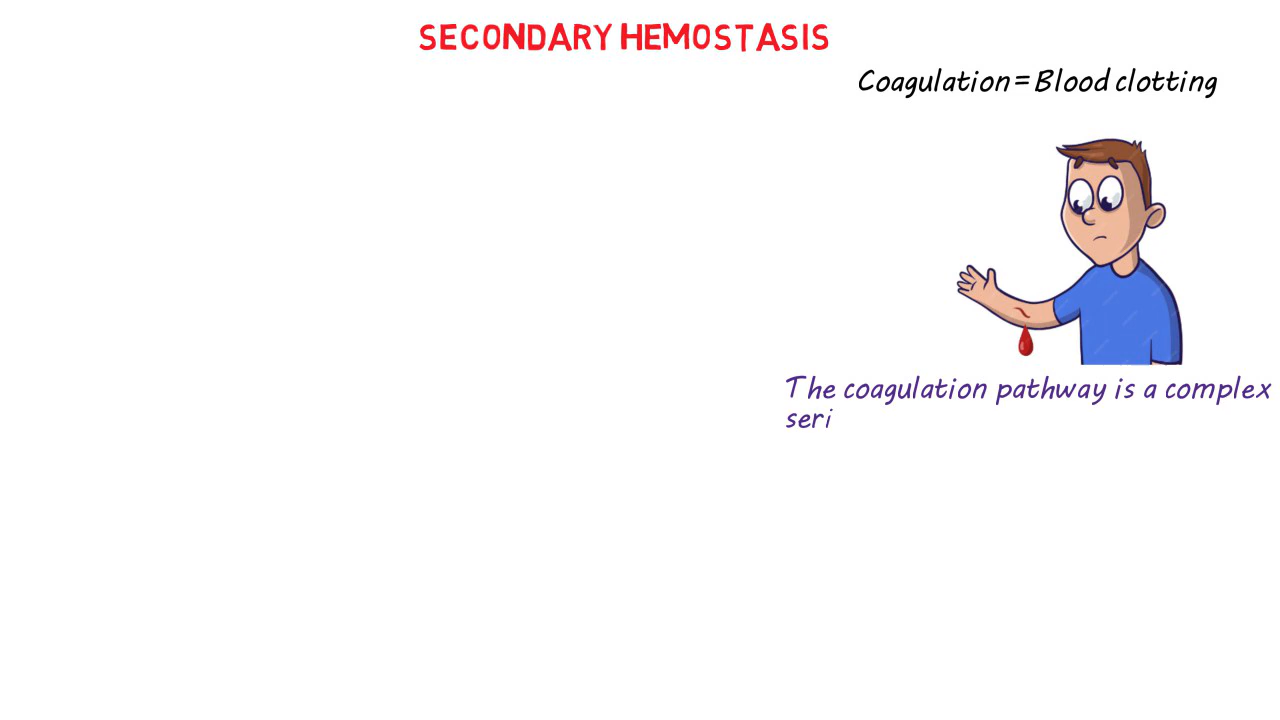 SECONDARY HEMOSTASIS
Coagulation = Blood clotting
The coagulation pathway is a complex
seri